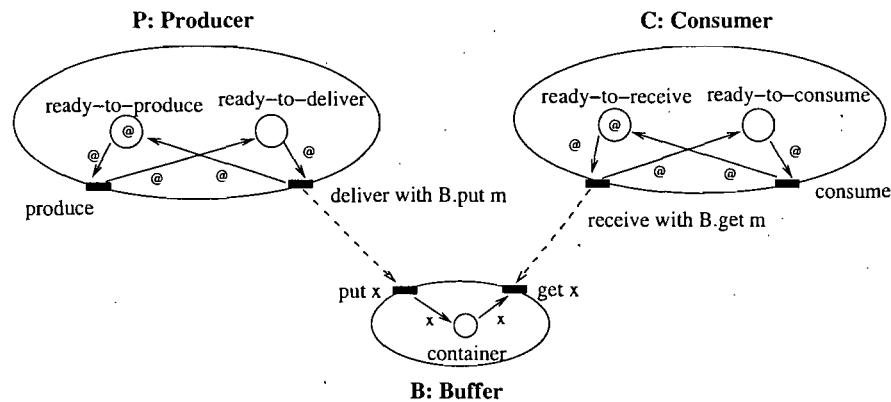 P: Producer
C: Consumer
ready-to-produce
ready-to-deliver
ready-to-receive
ready-to-consume
@
@
@
@
@
@
@
@
@
@
produce
deliver with B.put m
receive with B.get m
consume
put x
get x
x
x
container
B: Buffer